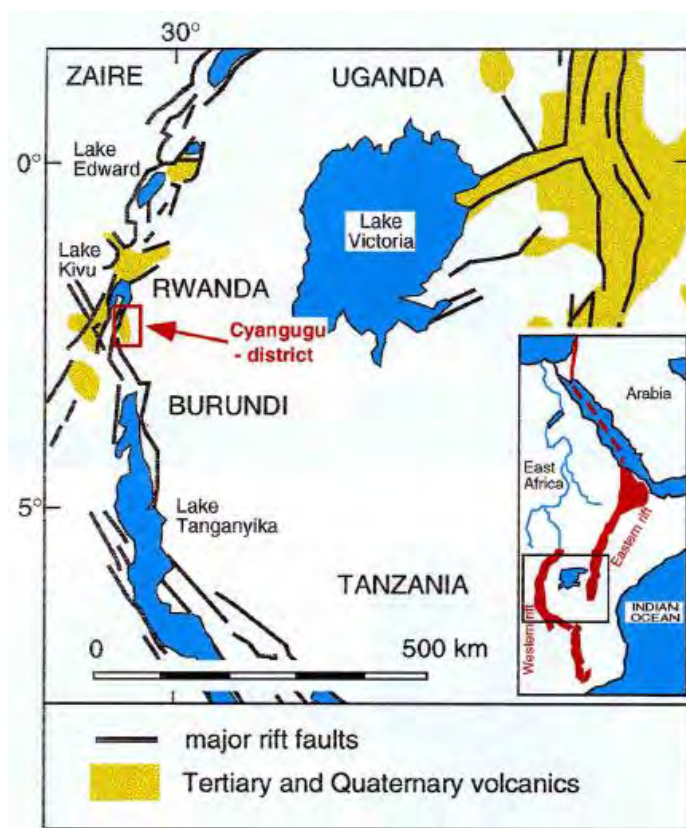 30°
ZAIRE
UGANDA
0°
Lake
Edward
Lake
Victoria
Lake
Kivu
RWANDA
Cyangugu
- district
BURUNDI
5°
Lake
Tanganyika
TANZANIA
0
500 km
Arabia
East
Africa
Eastern rift
Western rift
INDIAN
OCEAN
major rift faults
Tertiary and Quaternary volcanics